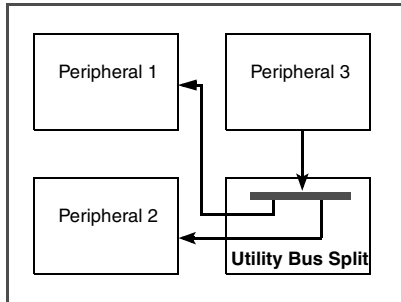 Peripheral 1
Peripheral 3
Peripheral 2
Utility Bus Split